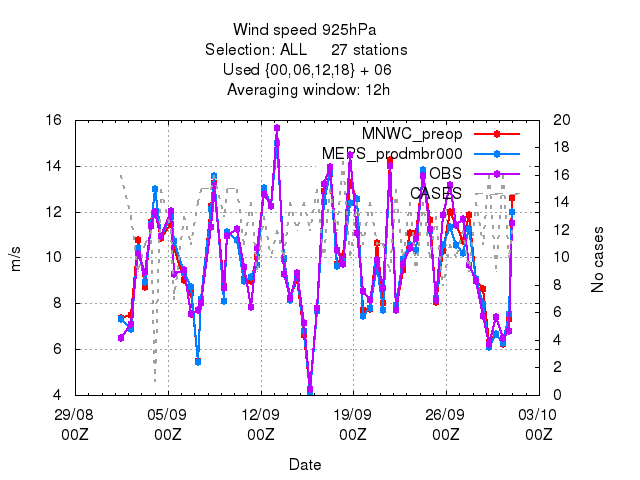 Wind speed 925hPa
Selection: ALL 27 stations
Used {00,06,12,18} + 06
Averaging window: 12h
MNWC_preop
MEPS_prodmbr000
OBS
CASES
16
14
12
10
8
6
4
20
18
16
14
12
10
8
6
4
2
0
m/s
No cases
29/08 05/09 12/09 19/09 26/09 03/10
00Z 00Z 00Z 00Z 00Z 00Z
Date